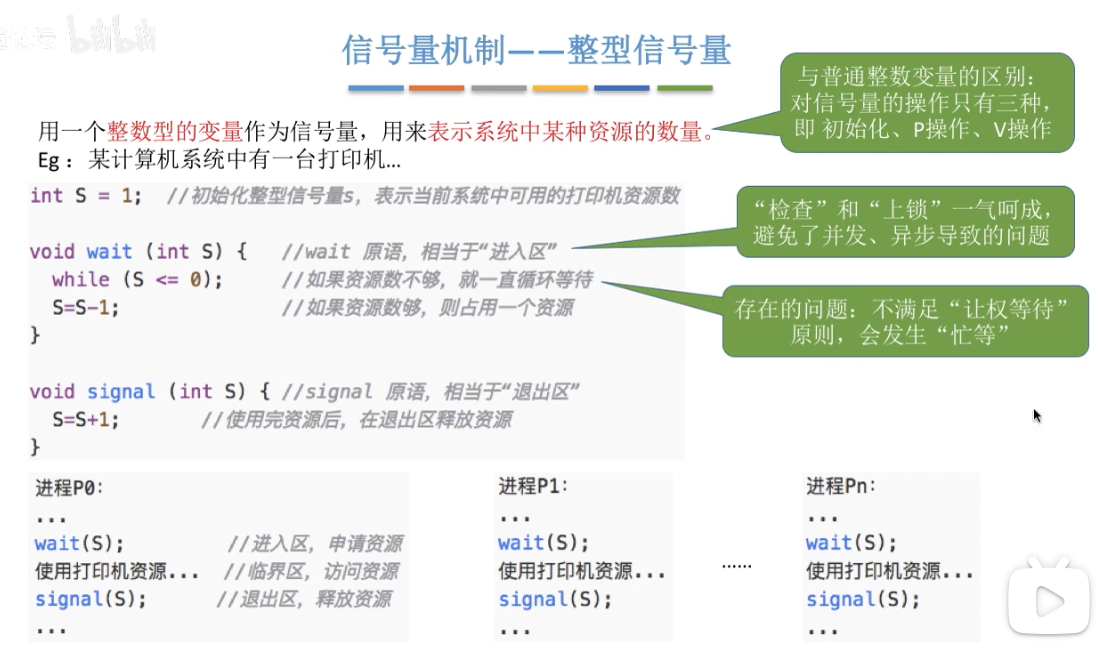 bilibili
信号量机制——整型信号量
与普通整数变量的区别：
对信号量的操作只有三种，
即 初始化、P操作、V操作
用一个整数型的变量作为信号量，用来表示系统中某种资源的数量。
Eg：某计算机系统中有一台打印机...
int S = 1;  //初始化整型信号量s，表示当前系统中可用的打印机资源数
void wait (int S) {   //wait 原语，相当于“进入区”
while (S <= 0);     //如果资源数不够，就一直循环等待
S=S-1;              //如果资源数够，则占用一个资源
}
“检查”和“上锁”一气呵成，
避免了并发、异步导致的问题
存在的问题：不满足“让权等待”
原则，会发生“忙等”
void signal (int S) { //signal 原语，相当于“退出区”
S=S+1;       //使用完资源后，在退出区释放资源
}
进程P0：
...
wait(S);         //进入区，申请资源
使用打印机资源...  //临界区，访问资源
signal(S);      //退出区，释放资源
...
进程P1：
...
wait(S);
使用打印机资源...
signal(S);
...
......
进程Pn：
...
wait(S);
使用打印机资源...
signal(S);
...